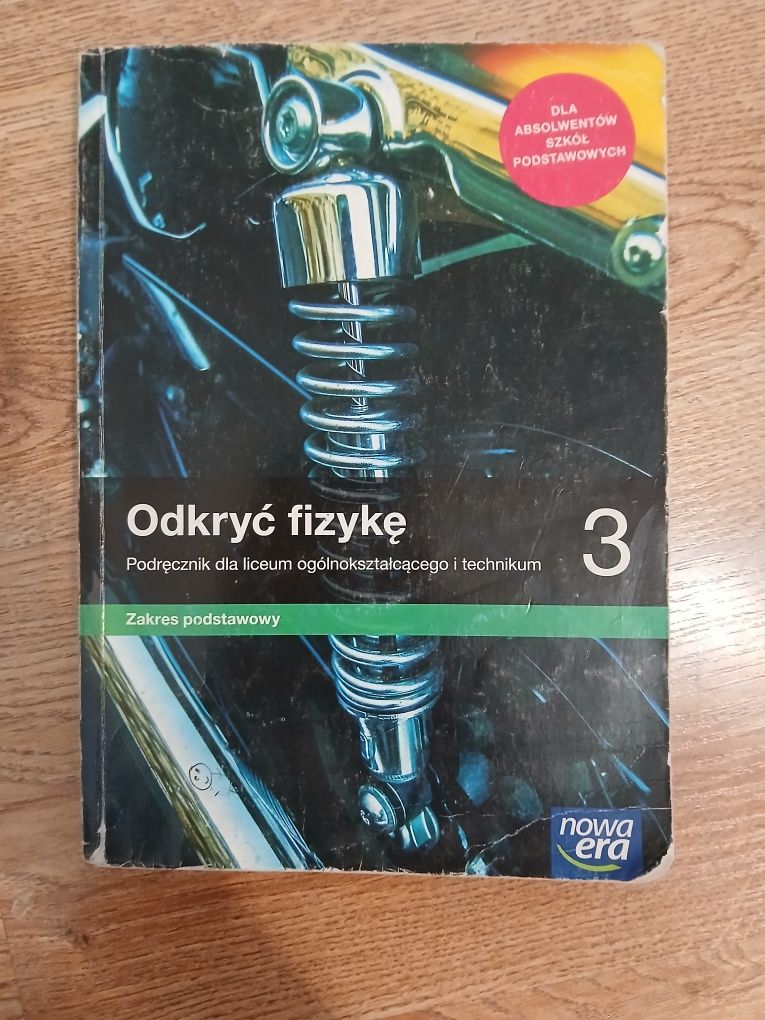 DLA
ABSOLWENTÓW
SZKÓŁ
PODSTAWOWYCH
Odkryć fizykę
3
Podręcznik dla liceum ogólnokształcącego i technikum
Zakres podstawowy
nowa
era